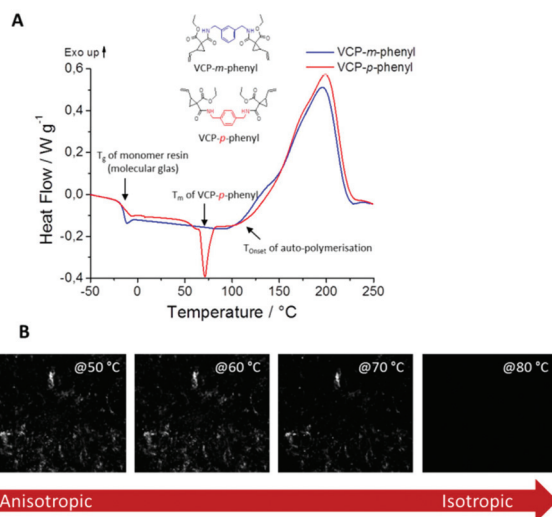 A
Exo up
VCP-m-phenyl
VCP-p-phenyl
VCP-m-phenyl
VCP-p-phenyl
0,6
0,4
0,2
0,0
-0,2
-0,4
Heat Flow / W g-1
Tg of monomer resin
(molecular glas)
Tm of VCP-p-phenyl
TOnset of auto-polymerisation
-50
0
50
100
150
200
250
Temperature / °C
B
@50 °C
@60 °C
@70 °C
@80 °C
Anisotropic
Isotropic